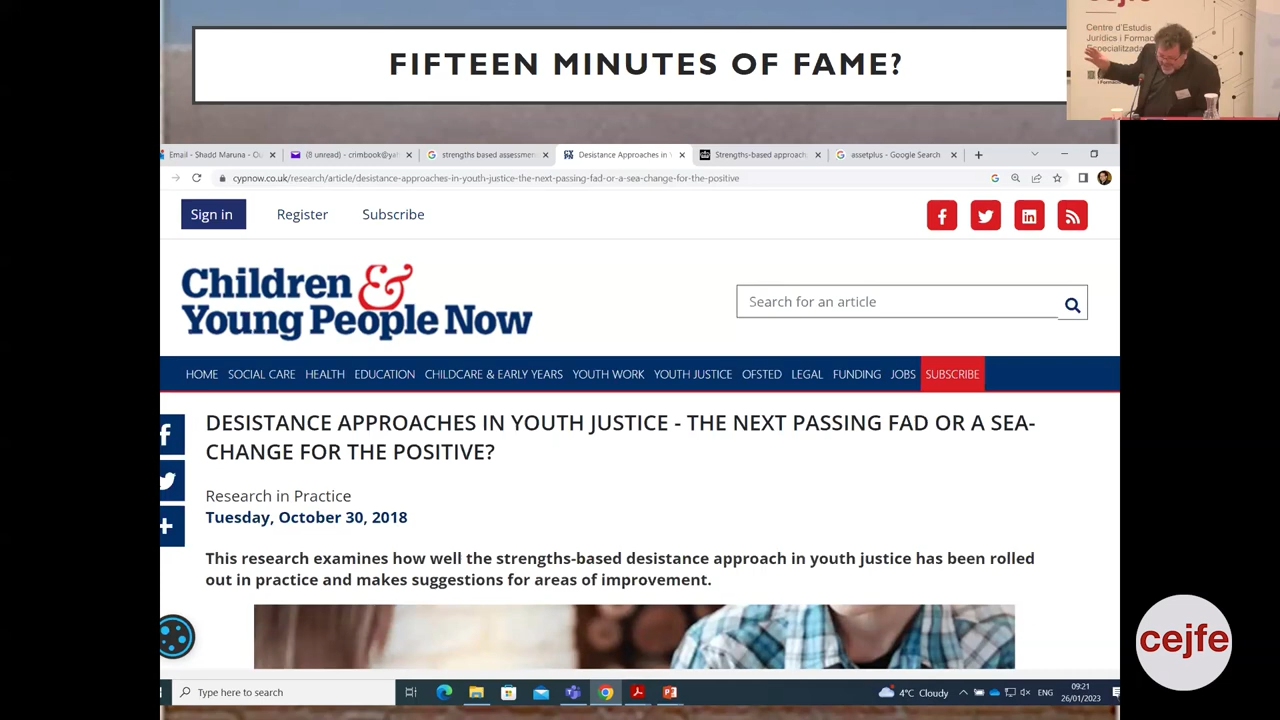 FIFTEEN MINUTES OF FAME?
Centre d'Estudis
Jurídics i Formació
Especialitzada
Email - Shadd Maruna - Qu
(8 unread) - crimbook@yah
strengths based assessmen
Desistance Approaches in Y
Strengths-based approach
assetplus - Google Search
cypnow.co.uk/research/article/desistance-approaches-in-youth-justice-the-next-passing-fad-or-a-sea-change-for-the-positive
Sign in Register Subscribe
Children &
Young People Now
Search for an article
HOME SOCIAL CARE HEALTH EDUCATION CHILDCARE & EARLY YEARS YOUTH WORK YOUTH JUSTICE OFSTED LEGAL FUNDING JOBS SUBSCRIBE
DESISTANCE APPROACHES IN YOUTH JUSTICE - THE NEXT PASSING FAD OR A SEA-
CHANGE FOR THE POSITIVE?
Research in Practice
Tuesday, October 30, 2018
This research examines how well the strengths-based desistance approach in youth justice has been rolled
out in practice and makes suggestions for areas of improvement.
cejfe
Type here to search
4°C Cloudy
ENG
09:21
26/01/2023